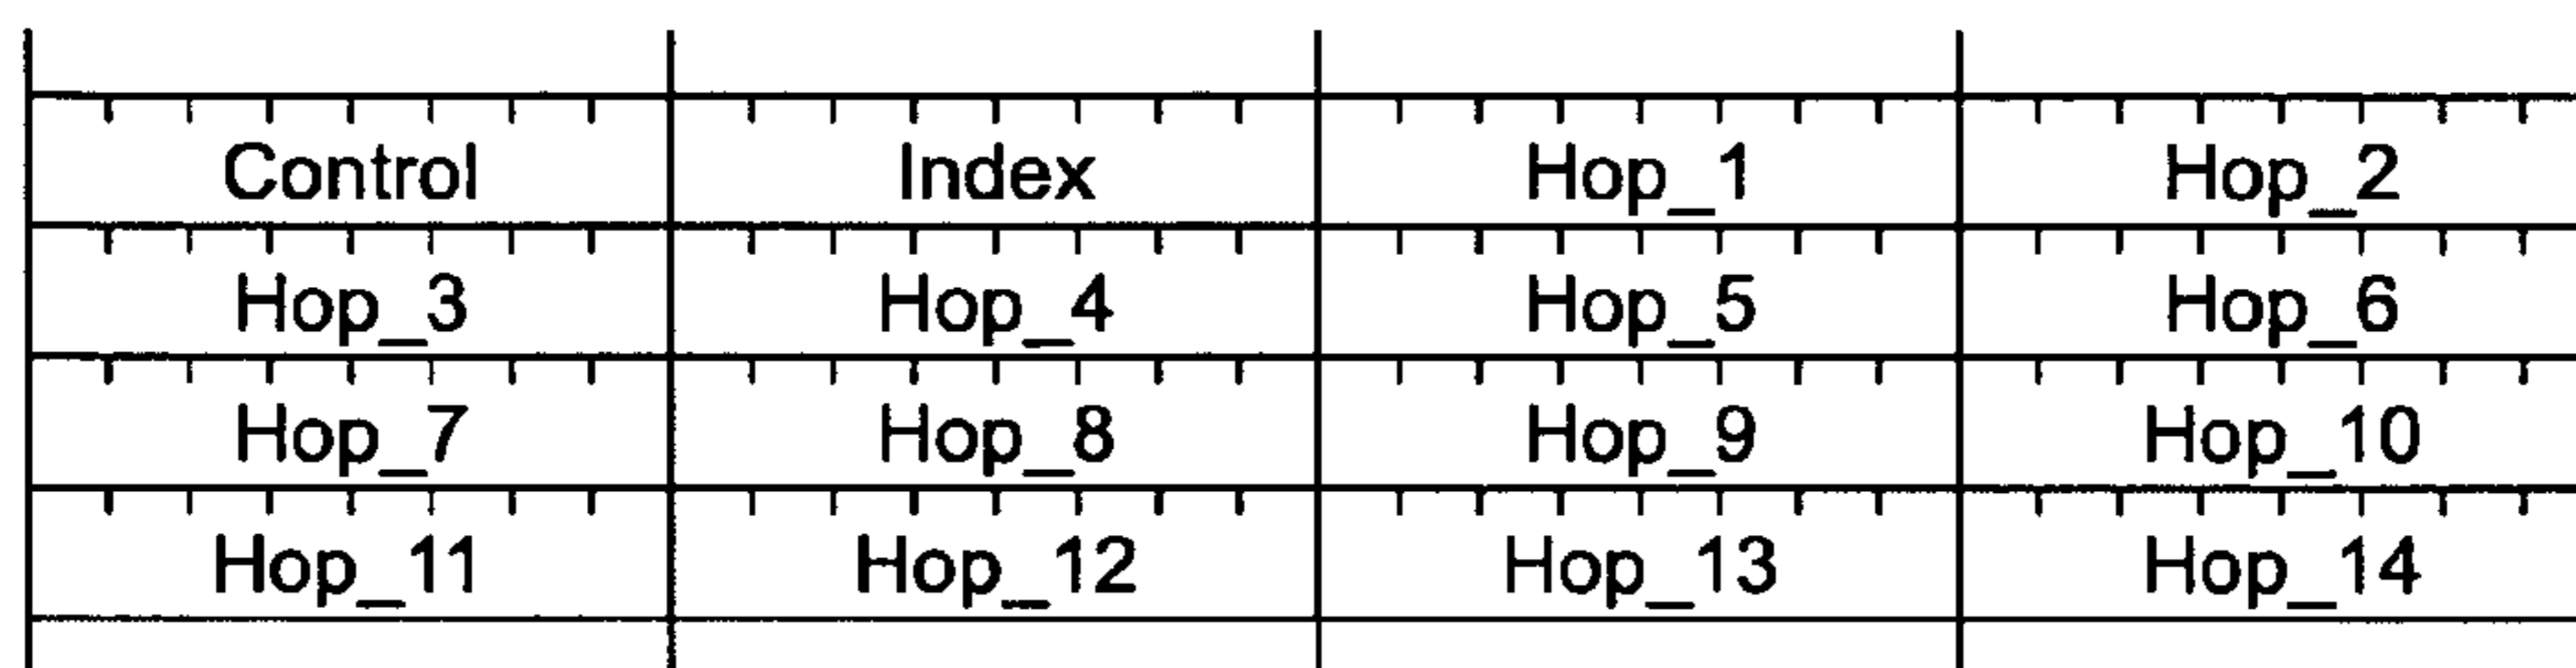 Control Index Hop_1 Hop_2
Hop_3 Hop_4 Hop_5 Hop_6
Hop_7 Hop_8 Hop_9 Hop_10
Hop_11 Hop_12 Hop_13 Hop_14